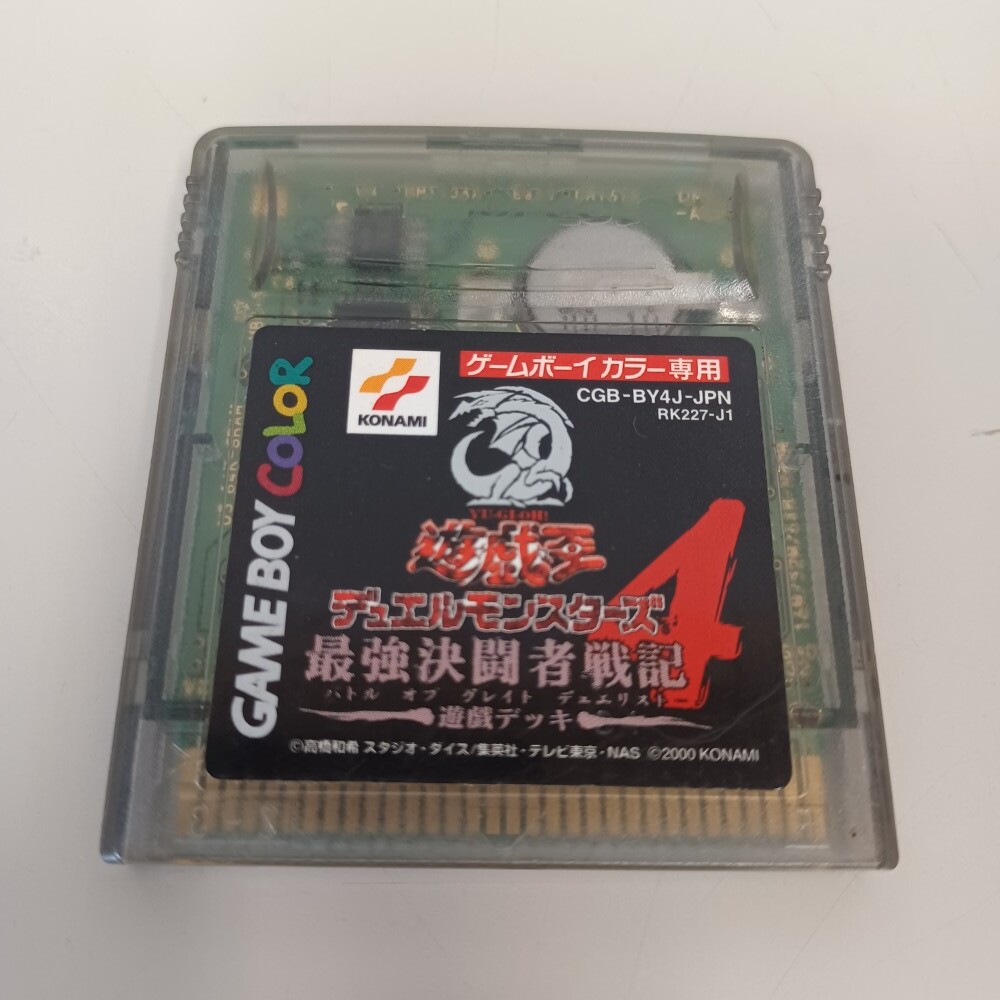 KONAMI
ゲームボーイ カラー専用
CGB-BY4J-JPN
RK227-J1
GAME BOY COLOR
YU-GI-OH!
遊戯王
デュエルモンスターズ
4
最強決闘者戦記
バトル オブ グレイト デュエリスト
遊戯デッキ
©高橋和希 スタジオ・ダイス/集英社・テレビ東京・NAS ©2000 KONAMI